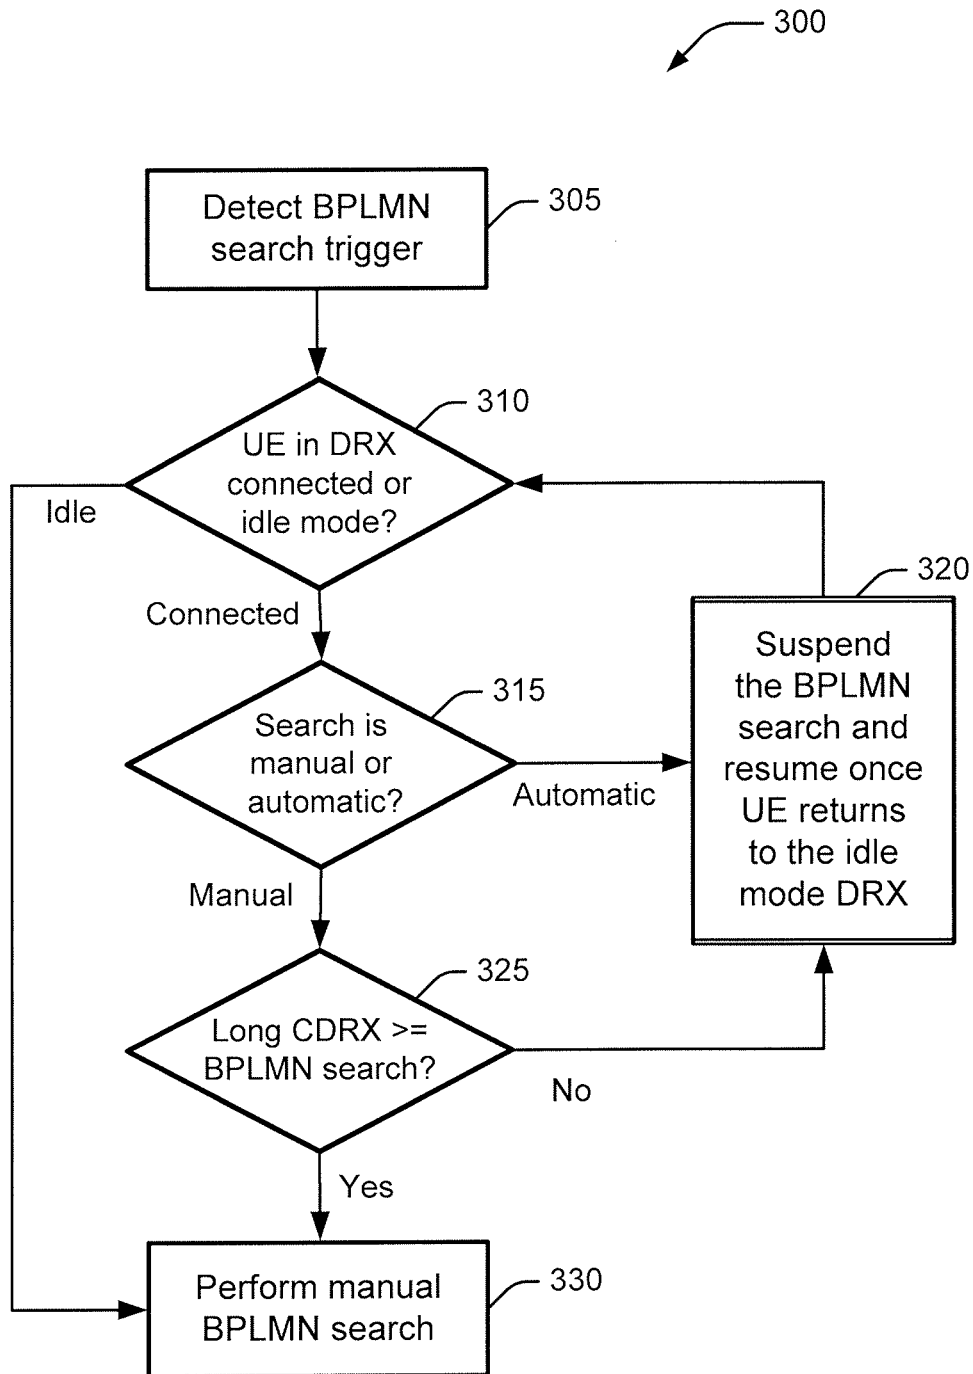 300
Detect BPLMN
search trigger
305
310
UE in DRX
connected or
idle mode?
Idle
Connected
320
Suspend
the BPLMN
search and
resume once
UE returns
to the idle
mode DRX
315
Search is
manual or
automatic?
Automatic
Manual
325
Long CDRX >=
BPLMN search?
No
Yes
Perform manual
BPLMN search
330